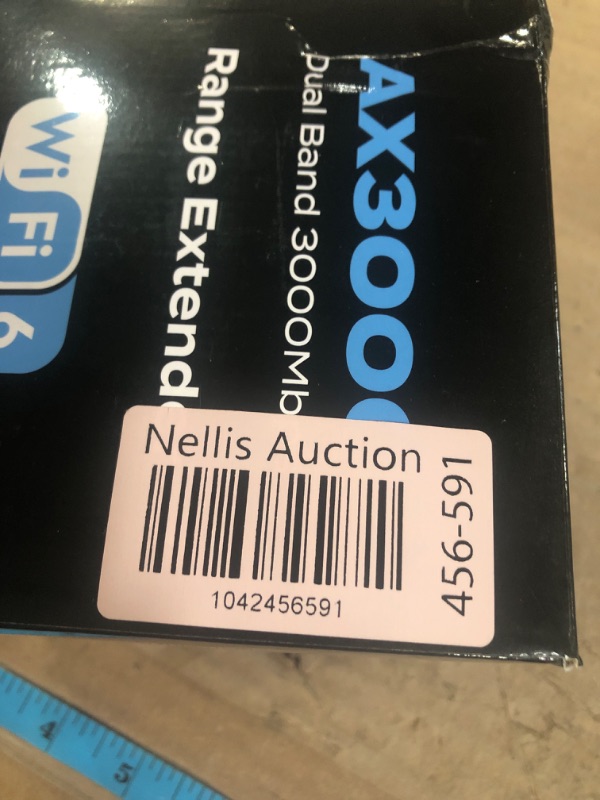 AX300
Dual Band 3000Mb
Range Extend
Wi Fi 6
Nellis Auction
1042456591
456-591
4
5